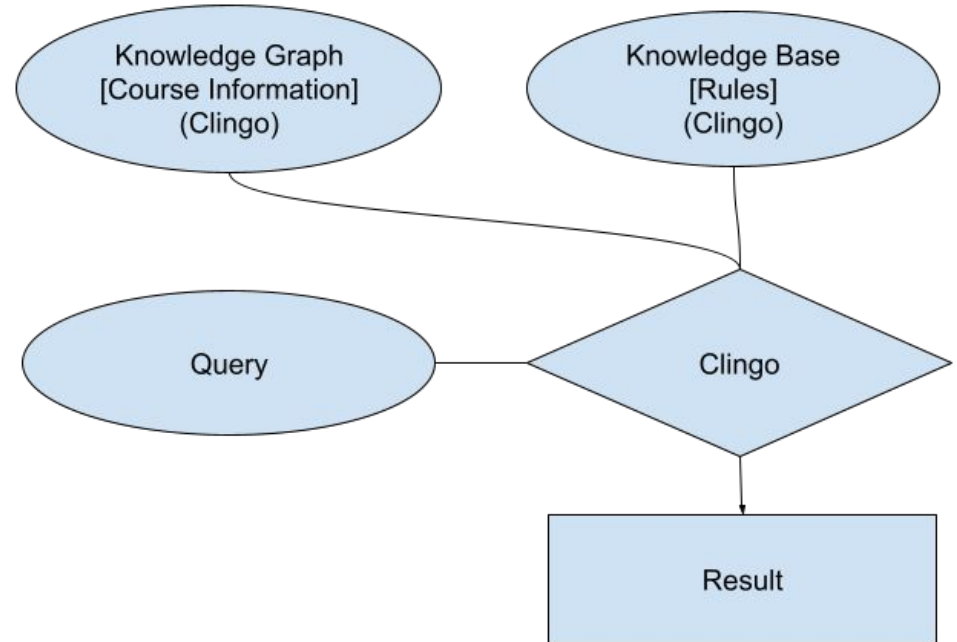 Knowledge Graph
[Course Information]
(Clingo)
Knowledge Base
[Rules]
(Clingo)
Query
Clingo
Result